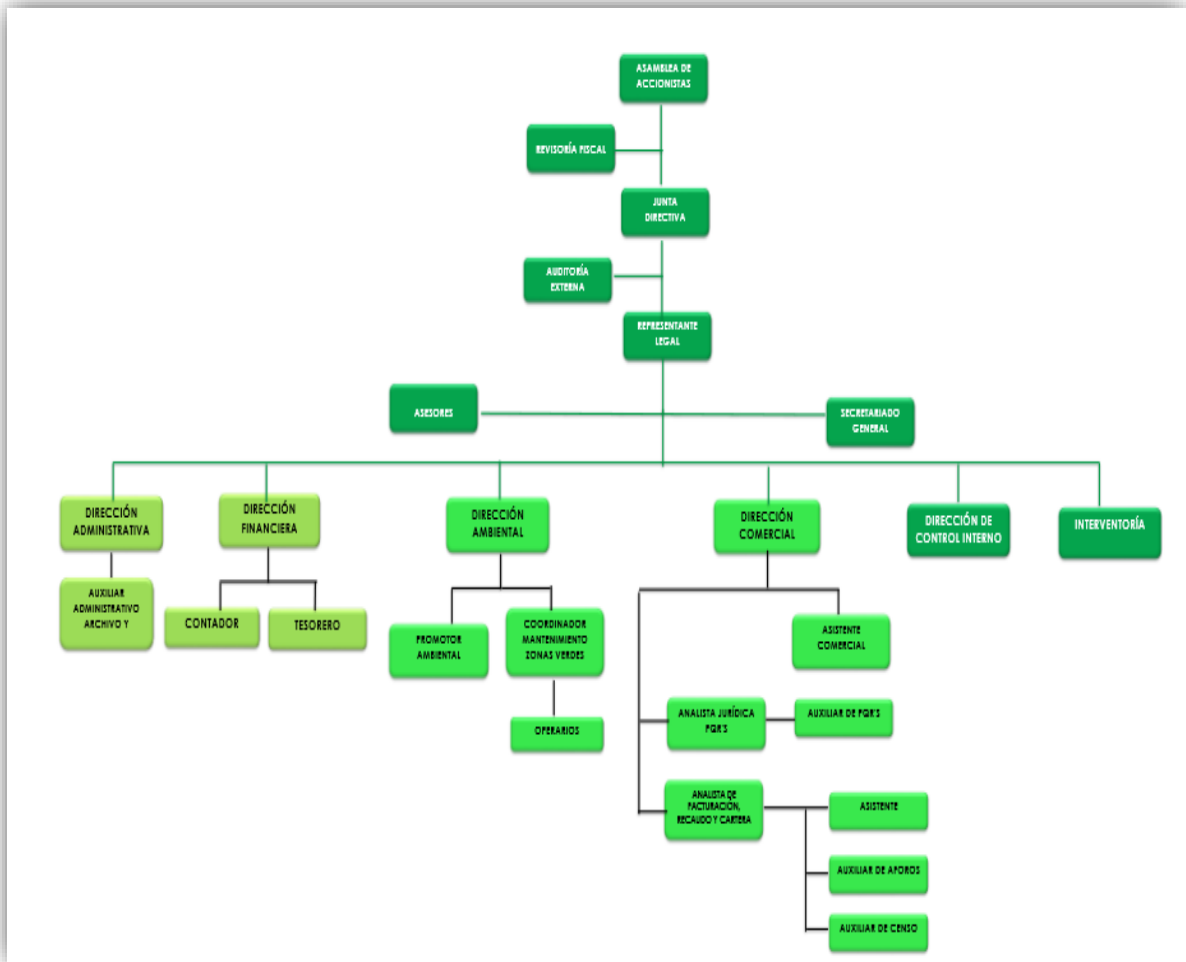 ASAMBLEA DE
ACCIONISTAS
REVISORÍA FISCAL
JUNTA
DIRECTIVA
AUDITORÍA
EXTERNA
REPRESENTANTE
LEGAL
ASESORES
SECRETARIADO
GENERAL
DIRECCIÓN
ADMINISTRATIVA
DIRECCIÓN
FINANCIERA
DIRECCIÓN
AMBIENTAL
DIRECCIÓN
COMERCIAL
DIRECCIÓN DE
CONTROL INTERNO
INTERVENTORÍA
AUXILIAR
ADMINISTRATIVO
ARCHIVO Y
CONTADOR
TESORERO
PROMOTOR
AMBIENTAL
COORDINADOR
MANTENIMIENTO
ZONAS VERDES
OPERARIOS
ASISTENTE
COMERCIAL
ANALISTA JURÍDICA
PQR'S
AUXILIAR DE PQR'S
ANALISTA DE
FACTURACIÓN,
RECAUDO Y CARTERA
ASISTENTE
AUXILIAR DE AFOROS
AUXILIAR DE CENSO